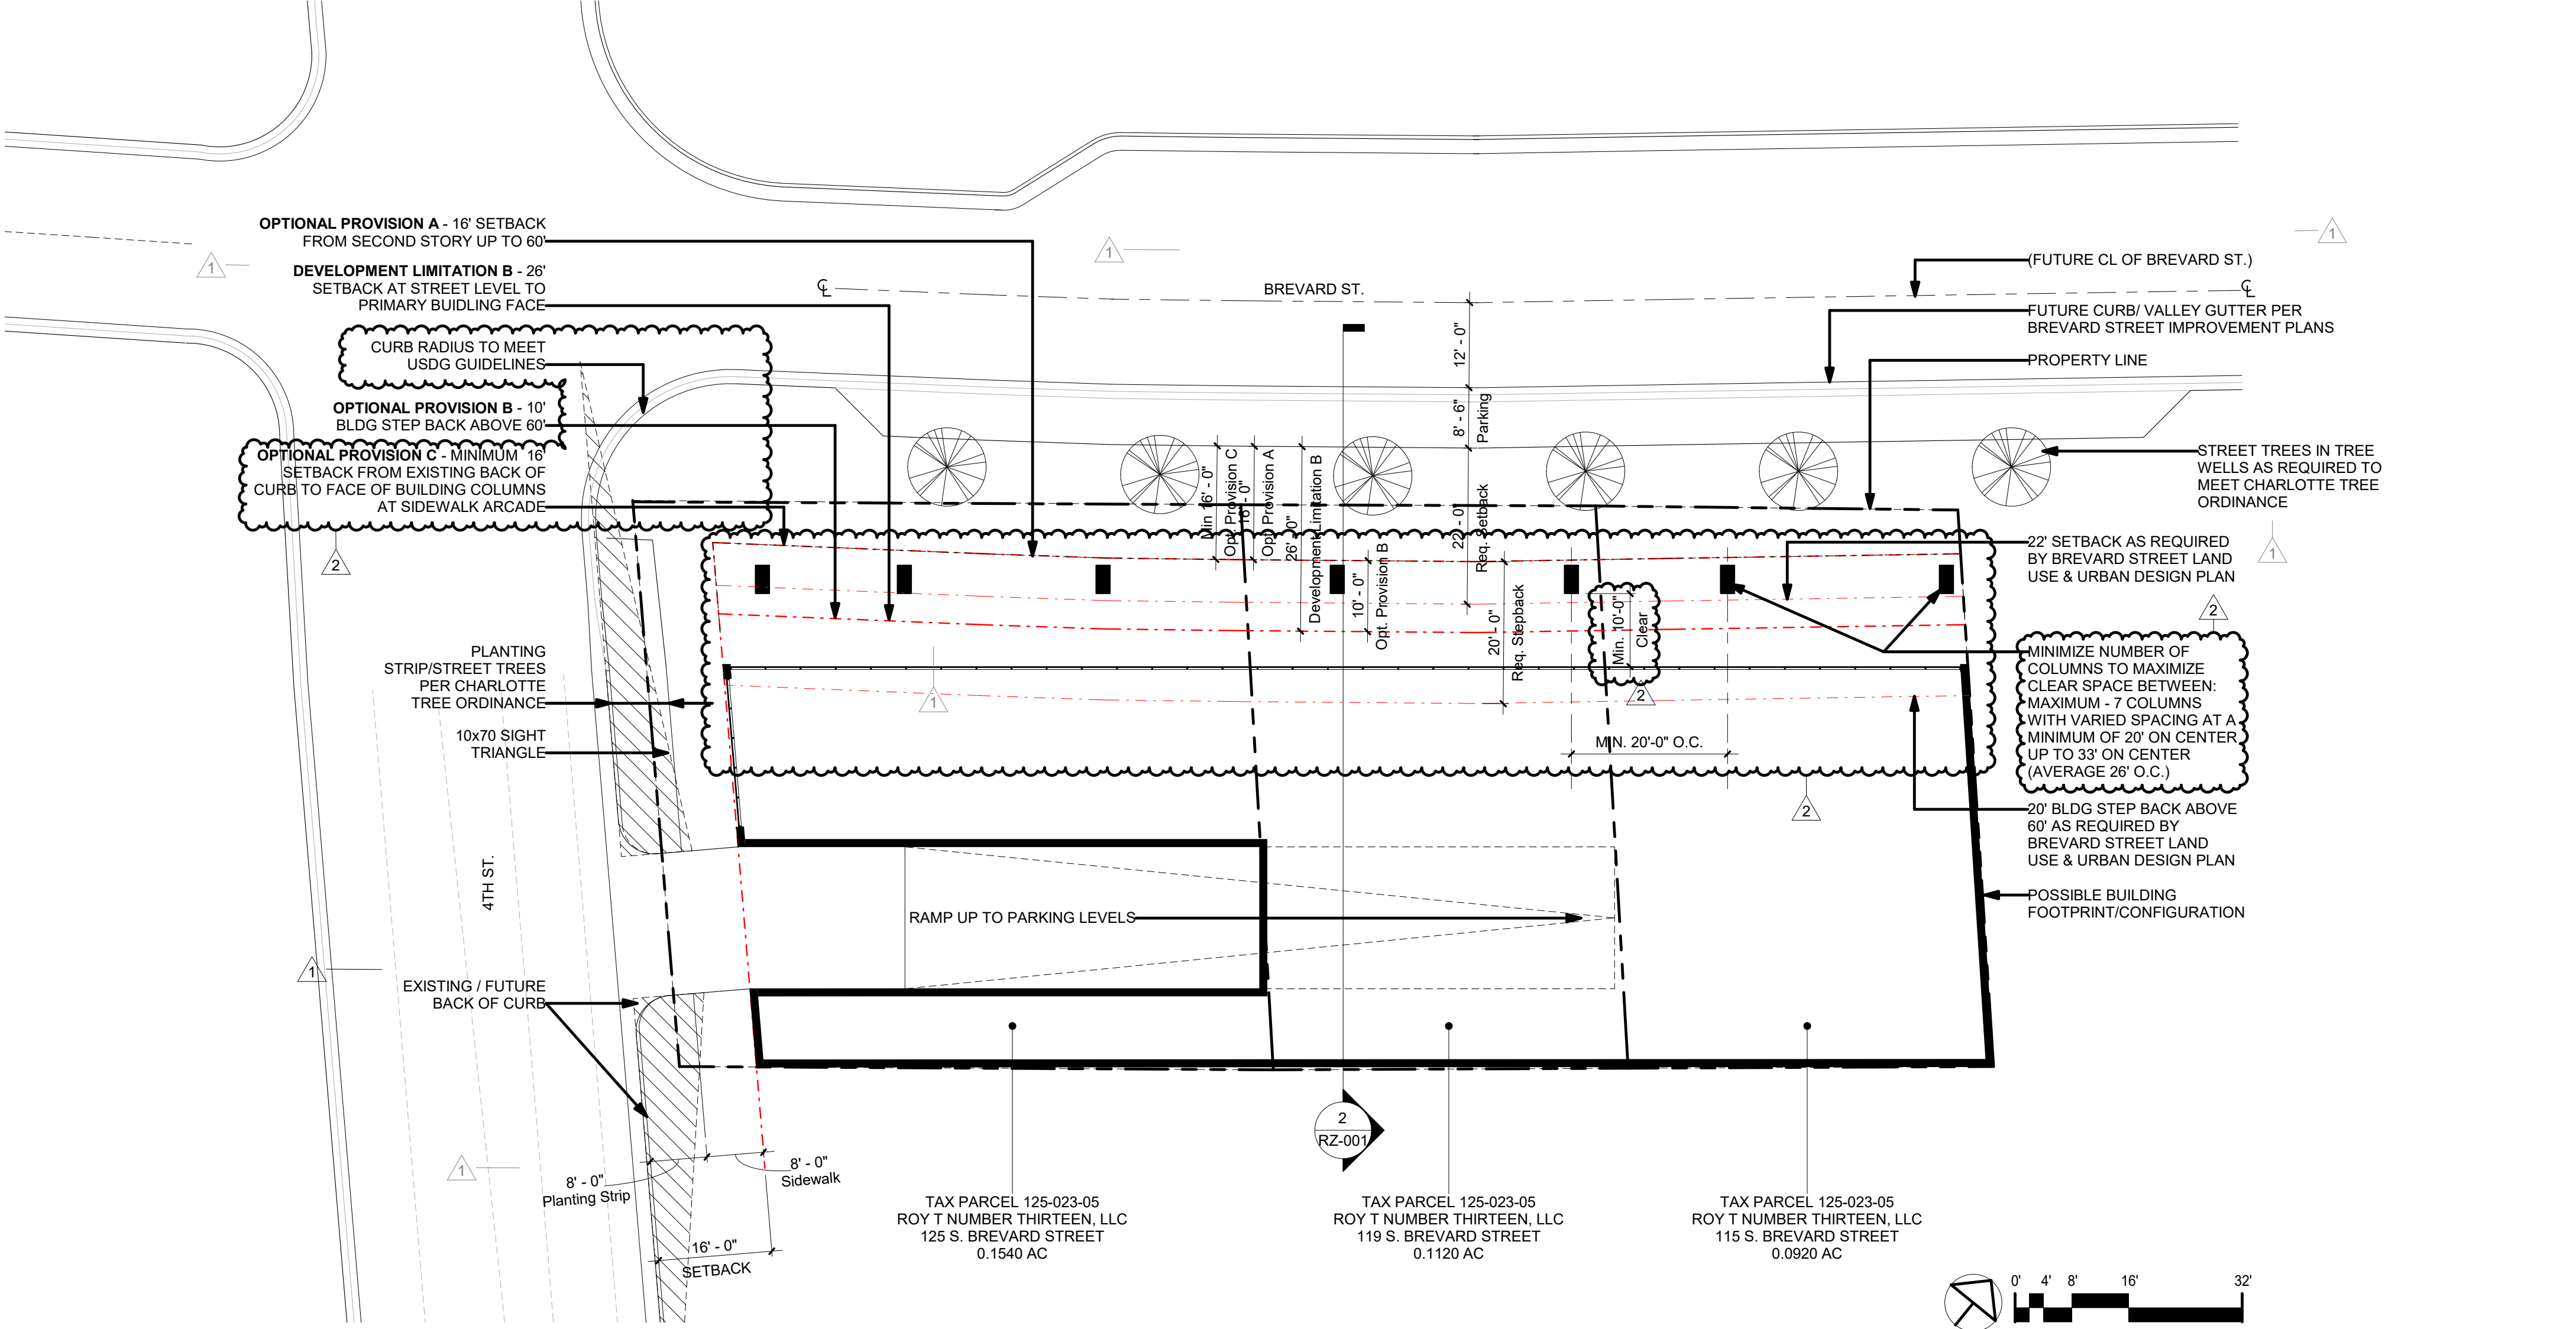 OPTIONAL PROVISION A - 16' SETBACK
FROM SECOND STORY UP TO 60'
DEVELOPMENT LIMITATION B - 26'
SETBACK AT STREET LEVEL TO
PRIMARY BUIDLING FACE
CURB RADIUS TO MEET
USDG GUIDELINES
OPTIONAL PROVISION B - 10'
BLDG STEP BACK ABOVE 60'
OPTIONAL PROVISION C - MINIMUM 16'
SETBACK FROM EXISTING BACK OF
CURB TO FACE OF BUILDING COLUMNS
AT SIDEWALK ARCADE
2
PLANTING
STRIP/STREET TREES
PER CHARLOTTE
TREE ORDINANCE
10x70 SIGHT
TRIANGLE
4TH ST.
EXISTING / FUTURE
BACK OF CURB
1
1
1
1
1
1
1
BREVARD ST.
12' - 0"
8' - 6"
Parking
22' - 0"
Req. Setback
Min 16' - 0"
Opt. Provision C
16' - 0"
Opt Provision A
26' - 0"
Development Limitation B
10' - 0"
Opt. Provision B
20' - 0"
Req. Stepback
Min. 10'-0"
Clear
2
MIN. 20'-0" O.C.
2
RAMP UP TO PARKING LEVELS
(FUTURE CL OF BREVARD ST.)
FUTURE CURB/ VALLEY GUTTER PER
BREVARD STREET IMPROVEMENT PLANS
PROPERTY LINE
STREET TREES IN TREE
WELLS AS REQUIRED TO
MEET CHARLOTTE TREE
ORDINANCE
22' SETBACK AS REQUIRED
BY BREVARD STREET LAND
USE & URBAN DESIGN PLAN
2
MINIMIZE NUMBER OF
COLUMNS TO MAXIMIZE
CLEAR SPACE BETWEEN:
MAXIMUM - 7 COLUMNS
WITH VARIED SPACING AT A
MINIMUM OF 20' ON CENTER
UP TO 33' ON CENTER
(AVERAGE 26' O.C.)
20' BLDG STEP BACK ABOVE
60' AS REQUIRED BY
BREVARD STREET LAND
USE & URBAN DESIGN PLAN
POSSIBLE BUILDING
FOOTPRINT/CONFIGURATION
8' - 0"
Planting Strip
8' - 0"
Sidewalk
16' - 0"
SETBACK
2
RZ-001
TAX PARCEL 125-023-05
ROY T NUMBER THIRTEEN, LLC
125 S. BREVARD STREET
0.1540 AC
TAX PARCEL 125-023-05
ROY T NUMBER THIRTEEN, LLC
119 S. BREVARD STREET
0.1120 AC
TAX PARCEL 125-023-05
ROY T NUMBER THIRTEEN, LLC
115 S. BREVARD STREET
0.0920 AC
0' 4' 8' 16' 32'